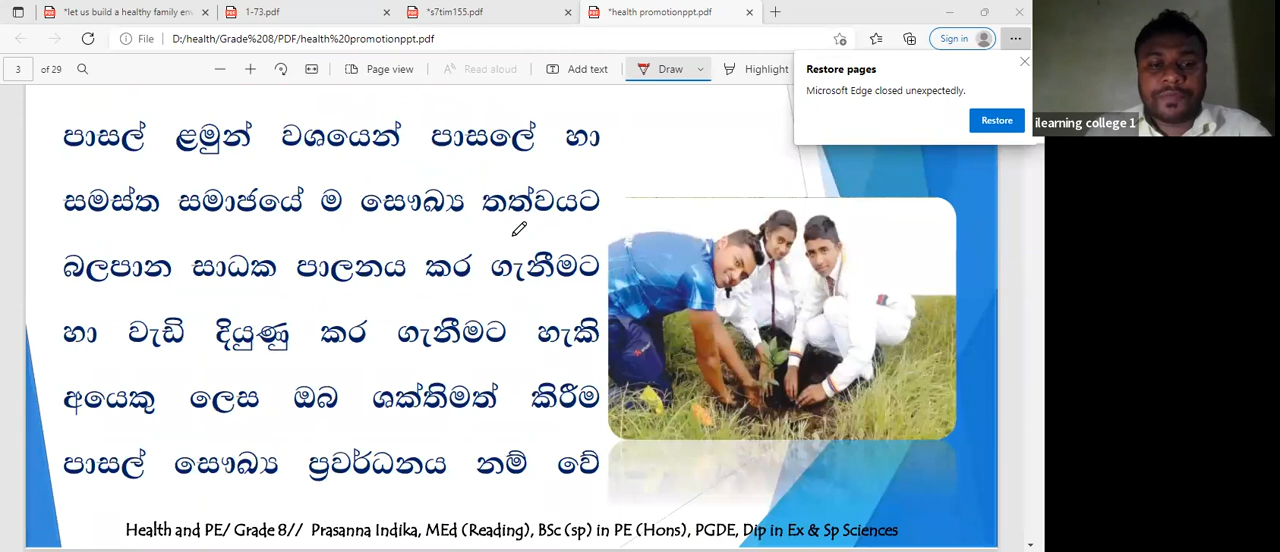 *let us build a healthy family env
1-73.pdf
*s7tim155.pdf
*health promotionppt.pdf
File D:/health/Grade%208/PDF/health%20promotionppt.pdf
Sign in
3 of 29
Page view
Read aloud
Add text
Draw
Highlight
Restore pages
Microsoft Edge closed unexpectedly.
Restore
ilearning college 1
පාසල් ළමුන් වශයෙන් පාසලේ හා
සමස්ත සමාජයේ ම සෞඛ්‍ය තත්වයට
බලපාන සාධක පාලනය කර ගැනීමට
හා වැඩි දියුණු කර ගැනීමට හැකි
අයෙකු ලෙස ඔබ ශක්තිමත් කිරීම
පාසල් සෞඛ්‍ය ප්‍රවර්ධනය නම් වේ
Health and PE/ Grade 8// Prasanna Indika, MEd (Reading), BSc (sp) in PE (Hons), PGDE, Dip in Ex & Sp Sciences